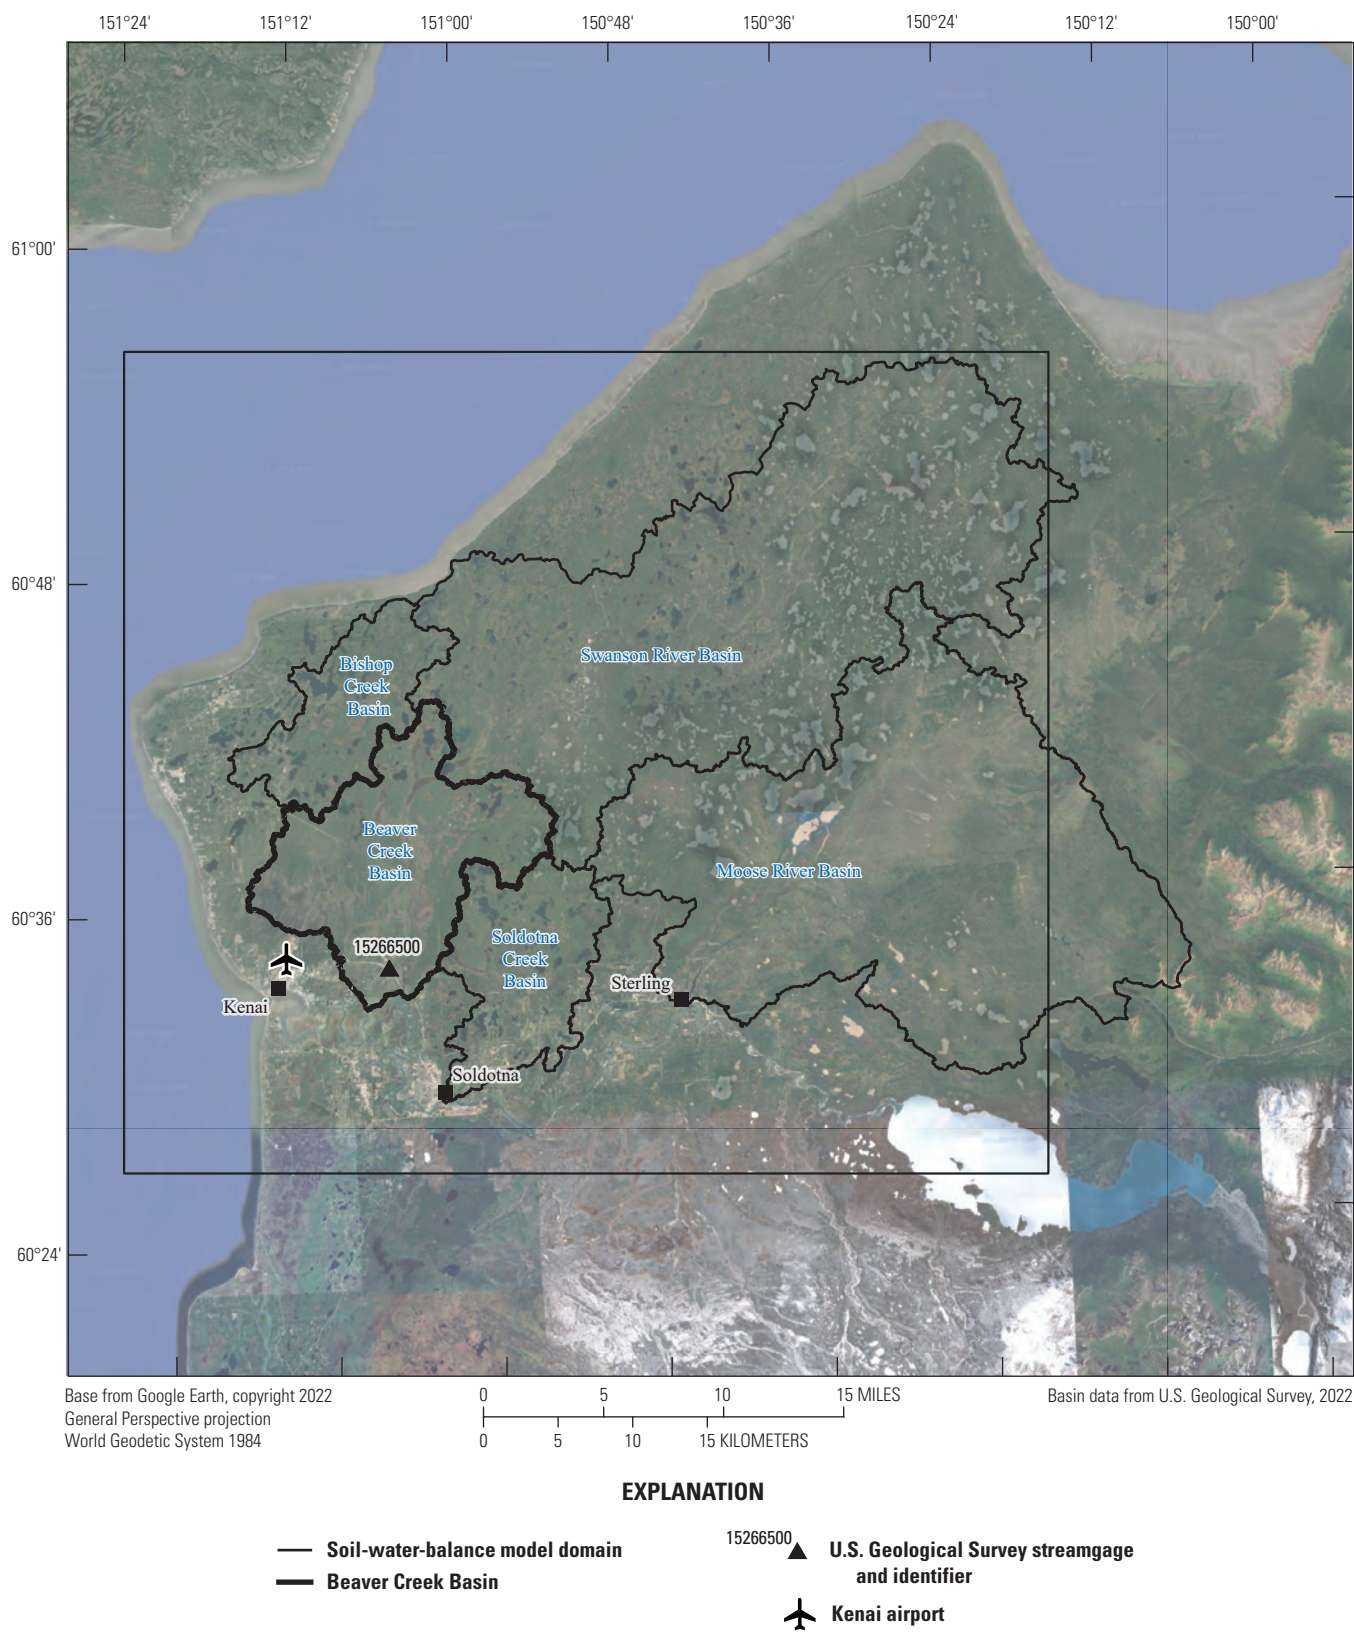 151°24' 151°12' 151°00' 150°48' 150°36' 150°24' 150°12' 150°00'
61°00'
60°48'
Bishop
Creek
Basin
Swanson River Basin
Beaver
Creek
Basin
Moose River Basin
60°36'
15266500
Soldotna
Creek
Basin
Sterling
Kenai
Soldotna
60°24'
Base from Google Earth, copyright 2022
General Perspective projection
World Geodetic System 1984
0 5 10 15 MILES
0 5 10 15 KILOMETERS
Basin data from U.S. Geological Survey, 2022
EXPLANATION
Soil-water-balance model domain
Beaver Creek Basin
15266500
U.S. Geological Survey streamgage
and identifier
Kenai airport